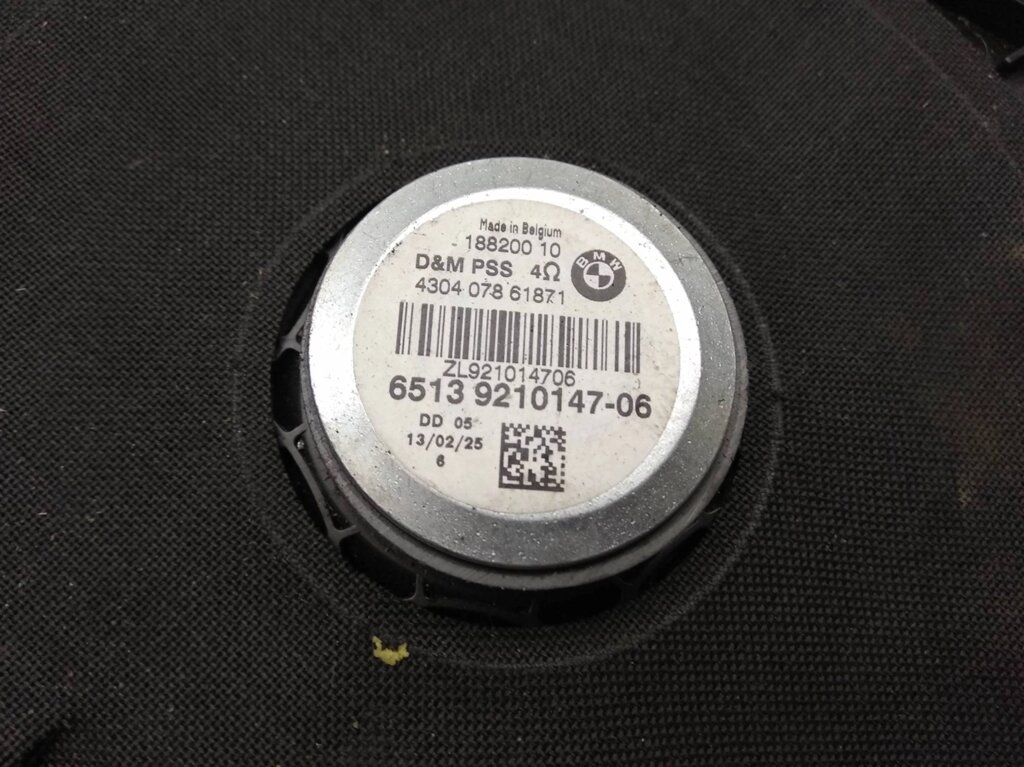 Made in Belgium
188200 10
D&M PSS 4Ω
BMW
4304 078 61871
ZL921014706
6513 9210147-06
DD 05
13/02/25
6